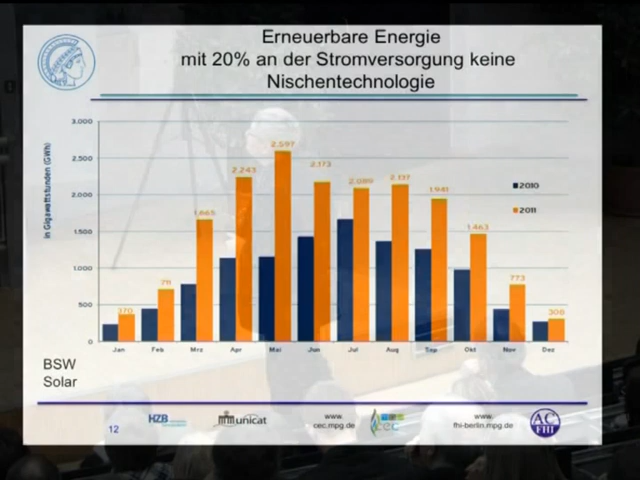 Erneuerbare Energie
mit 20% an der Stromversorgung keine
Nischentechnologie
in Gigawattstunden (GWh)
3.000
2.500
2.000
1.500
1.000
500
0
370
711
1.665
2.243
2.597
2.173
2.089
2.137
1.941
1.463
773
308
2010
2011
Jan
Feb
Mrz
Apr
Mai
Jun
Jul
Aug
Sep
Okt
Nov
Dez
BSW
Solar
12
HZB
unicat
www.
cec.mpg.de
cec
www.
fhi-berlin.mpg.de
AC
FHI